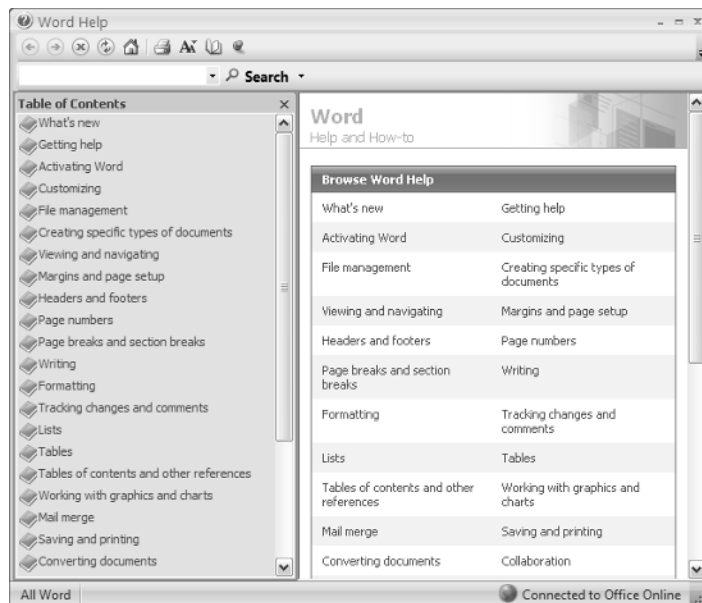 Word Help
Search
Table of Contents
What's new
Getting help
Activating Word
Customizing
File management
Creating specific types of documents
Viewing and navigating
Margins and page setup
Headers and footers
Page numbers
Page breaks and section breaks
Writing
Formatting
Tracking changes and comments
Lists
Tables
Tables of contents and other references
Working with graphics and charts
Mail merge
Saving and printing
Converting documents
Word
Help and How-to
Browse Word Help
What's new Getting help
Activating Word Customizing
File management Creating specific types of
documents
Viewing and navigating Margins and page setup
Headers and footers Page numbers
Page breaks and section Writing
breaks
Formatting Tracking changes and
comments
Lists Tables
Tables of contents and other Working with graphics and
references charts
Mail merge Saving and printing
Converting documents Collaboration
All Word Connected to Office Online